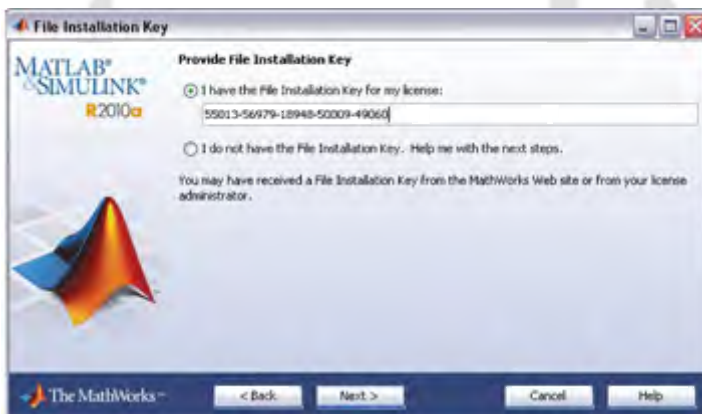 File Installation Key
MATLAB®
&SIMULINK®
R2010a
Provide File Installation Key
I have the File Installation Key for my license:
55013-56979-18948-50009-49060
I do not have the File Installation Key. Help me with the next steps.
You may have received a File Installation Key from the MathWorks Web site or from your license
administrator.
The MathWorks™
< Back
Next >
Cancel
Help